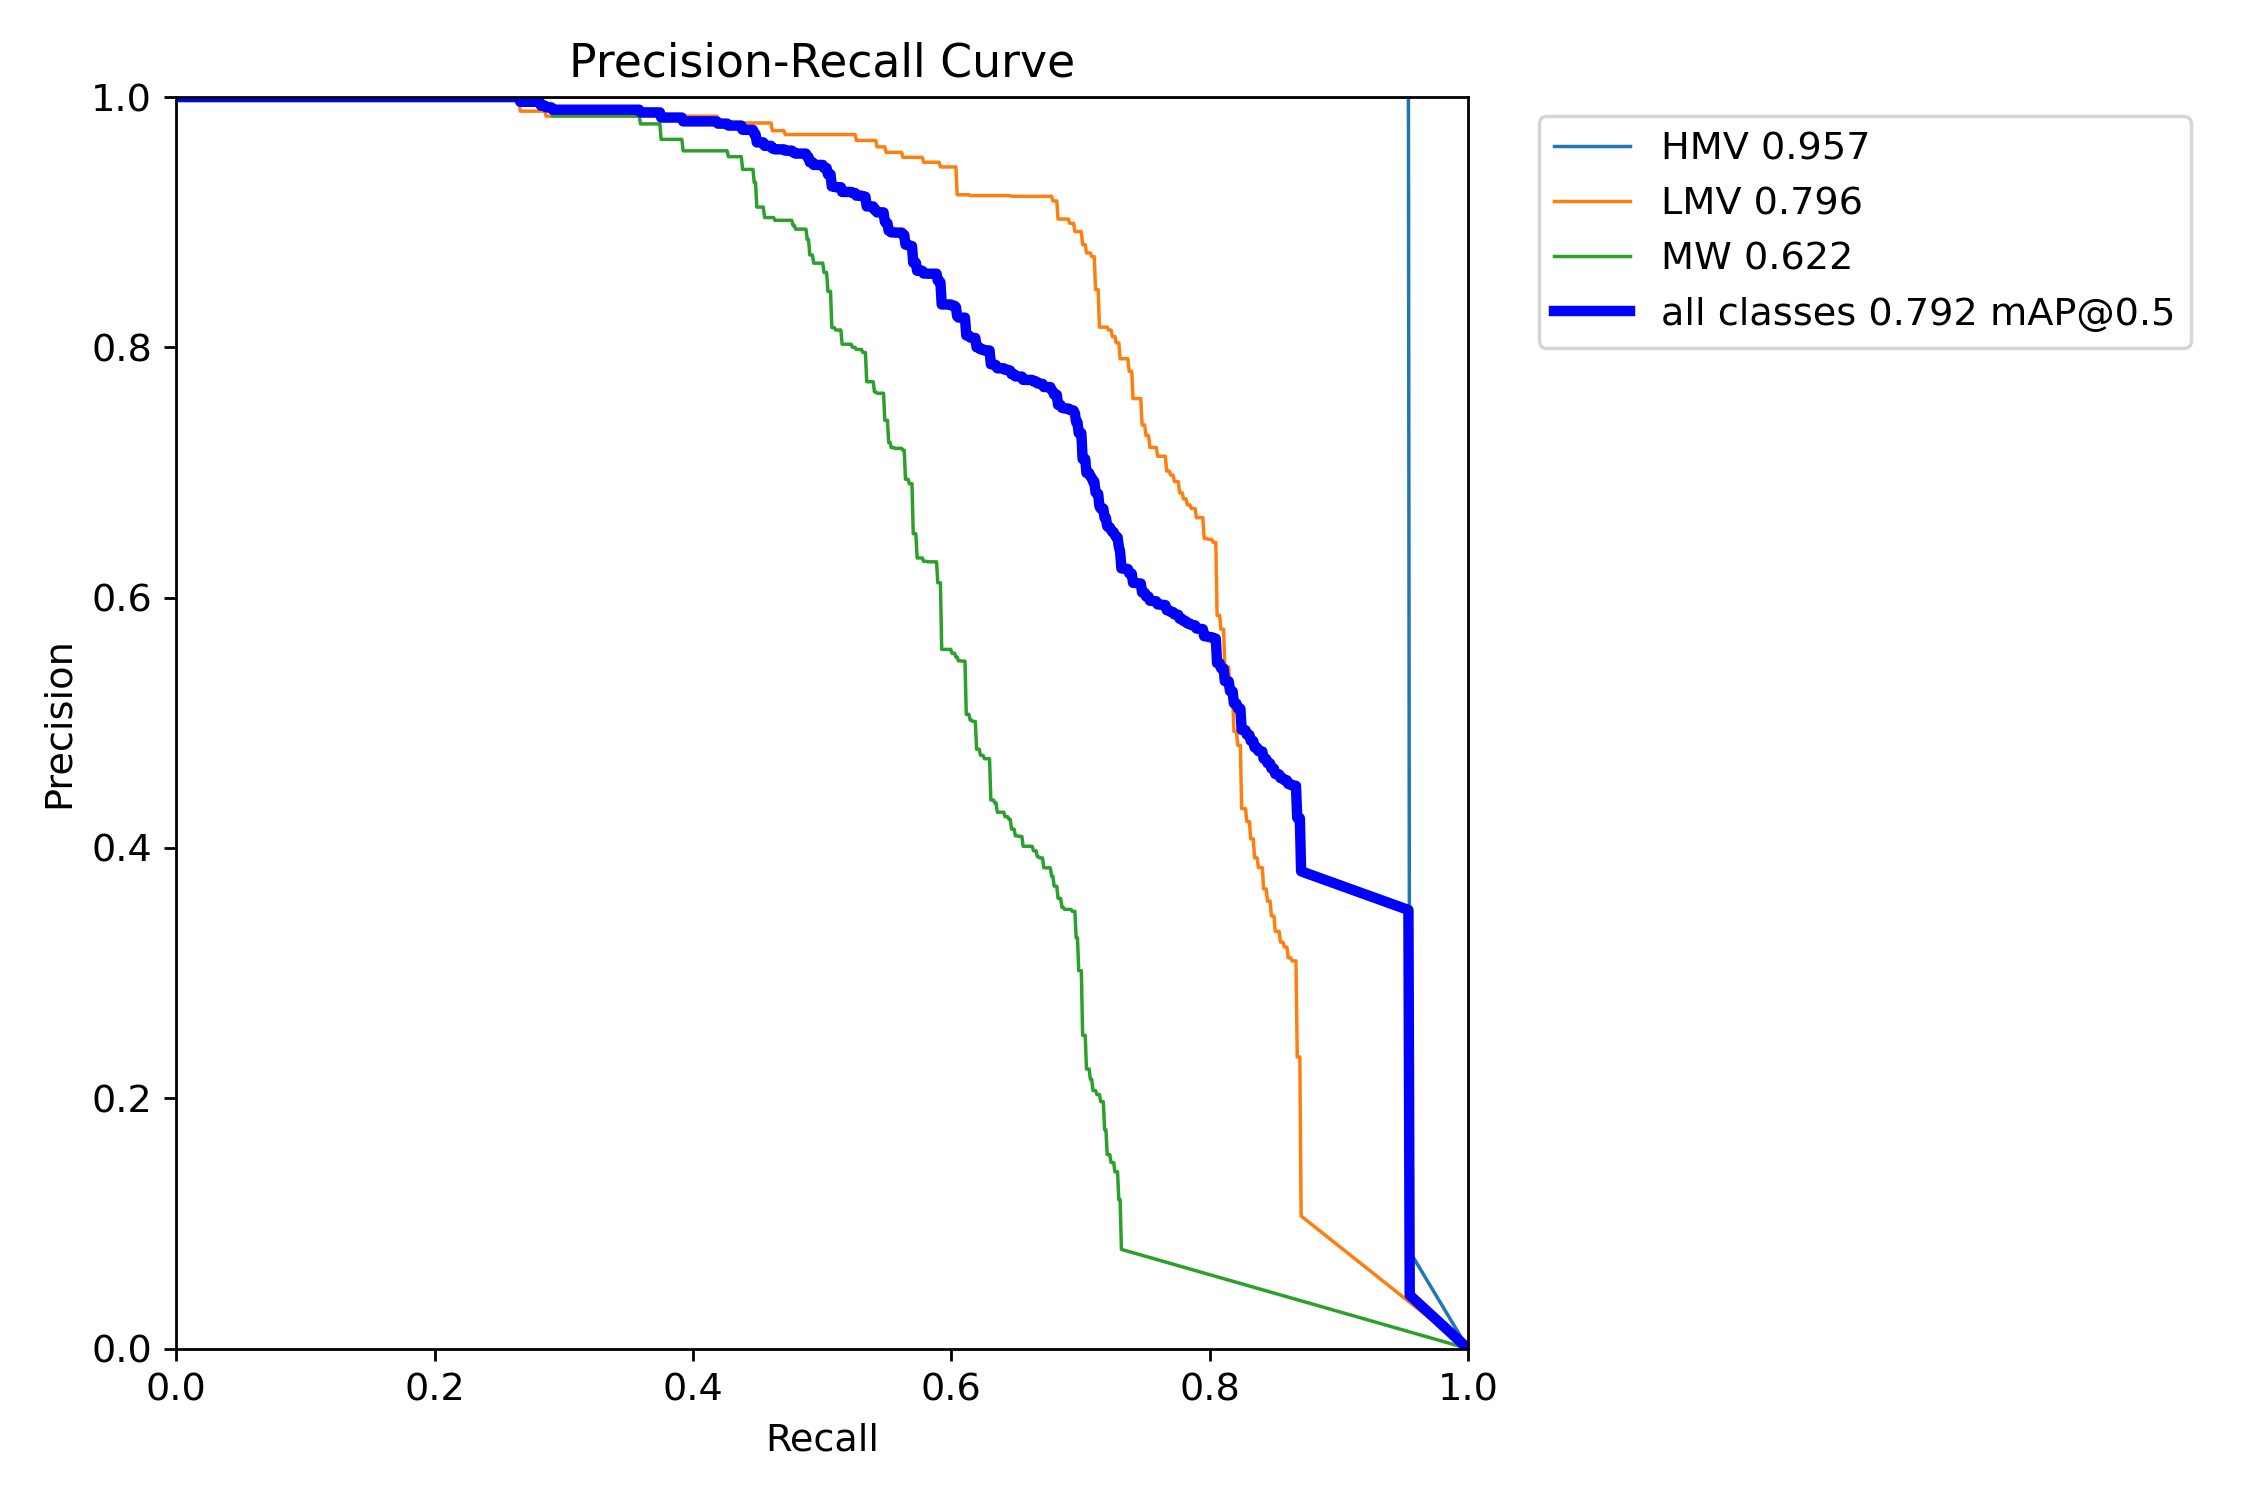 Precision-Recall Curve
1.0
0.8
0.6
0.4
0.2
0.0
Precision
0.0 0.2 0.4 0.6 0.8 1.0
Recall
HMV 0.957
LMV 0.796
MW 0.622
all classes 0.792 mAP@0.5